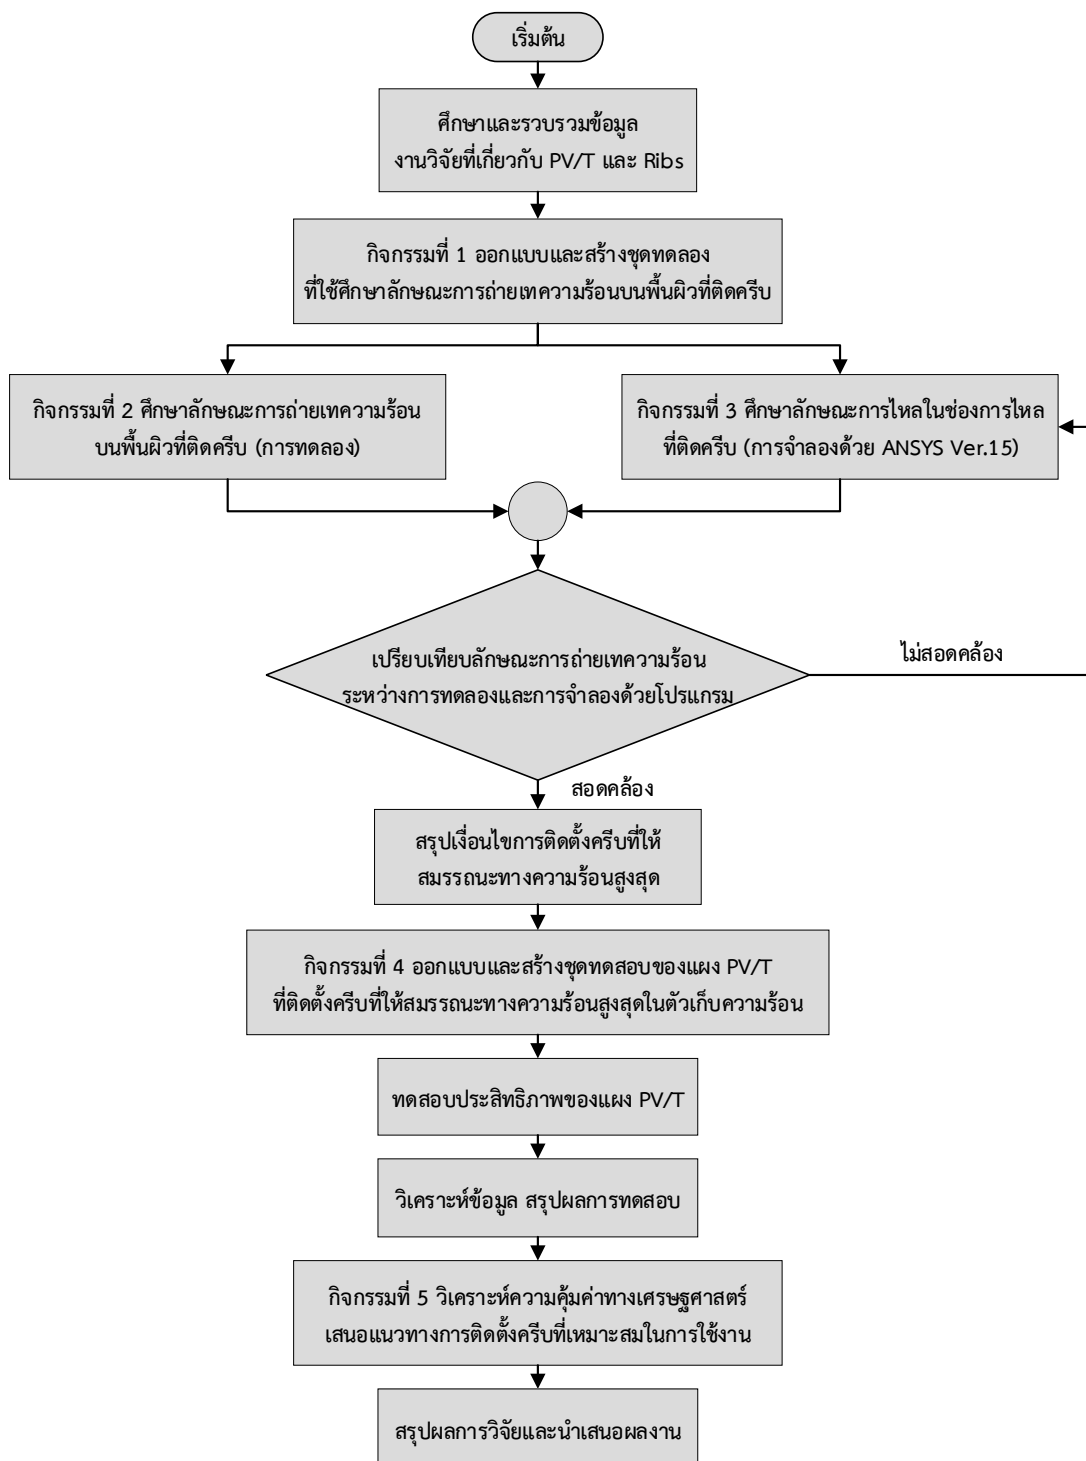 เริ่มต้น
ศึกษาและรวบรวมข้อมูล
งานวิจัยที่เกี่ยวกับ PV/T และ Ribs
กิจกรรมที่ 1 ออกแบบและสร้างชุดทดลอง
ที่ใช้ศึกษาลักษณะการถ่ายเทความร้อนบนพื้นผิวที่ติดครีบ
กิจกรรมที่ 2 ศึกษาลักษณะการถ่ายเทความร้อน
บนพื้นผิวที่ติดครีบ (การทดลอง)
กิจกรรมที่ 3 ศึกษาลักษณะการไหลในช่องการไหล
ที่ติดครีบ (การจำลองด้วย ANSYS Ver.15)
เปรียบเทียบลักษณะการถ่ายเทความร้อน
ระหว่างการทดลองและการจำลองด้วยโปรแกรม
ไม่สอดคล้อง
สอดคล้อง
สรุปเงื่อนไขการติดตั้งครีบที่ให้
สมรรถนะทางความร้อนสูงสุด
กิจกรรมที่ 4 ออกแบบและสร้างชุดทดสอบของแผง PV/T
ที่ติดตั้งครีบที่ให้สมรรถนะทางความร้อนสูงสุดในตัวเก็บความร้อน
ทดสอบประสิทธิภาพของแผง PV/T
วิเคราะห์ข้อมูล สรุปผลการทดสอบ
กิจกรรมที่ 5 วิเคราะห์ความคุ้มค่าทางเศรษฐศาสตร์
เสนอแนวทางการติดตั้งครีบที่เหมาะสมในการใช้งาน
สรุปผลการวิจัยและนำเสนอผลงาน